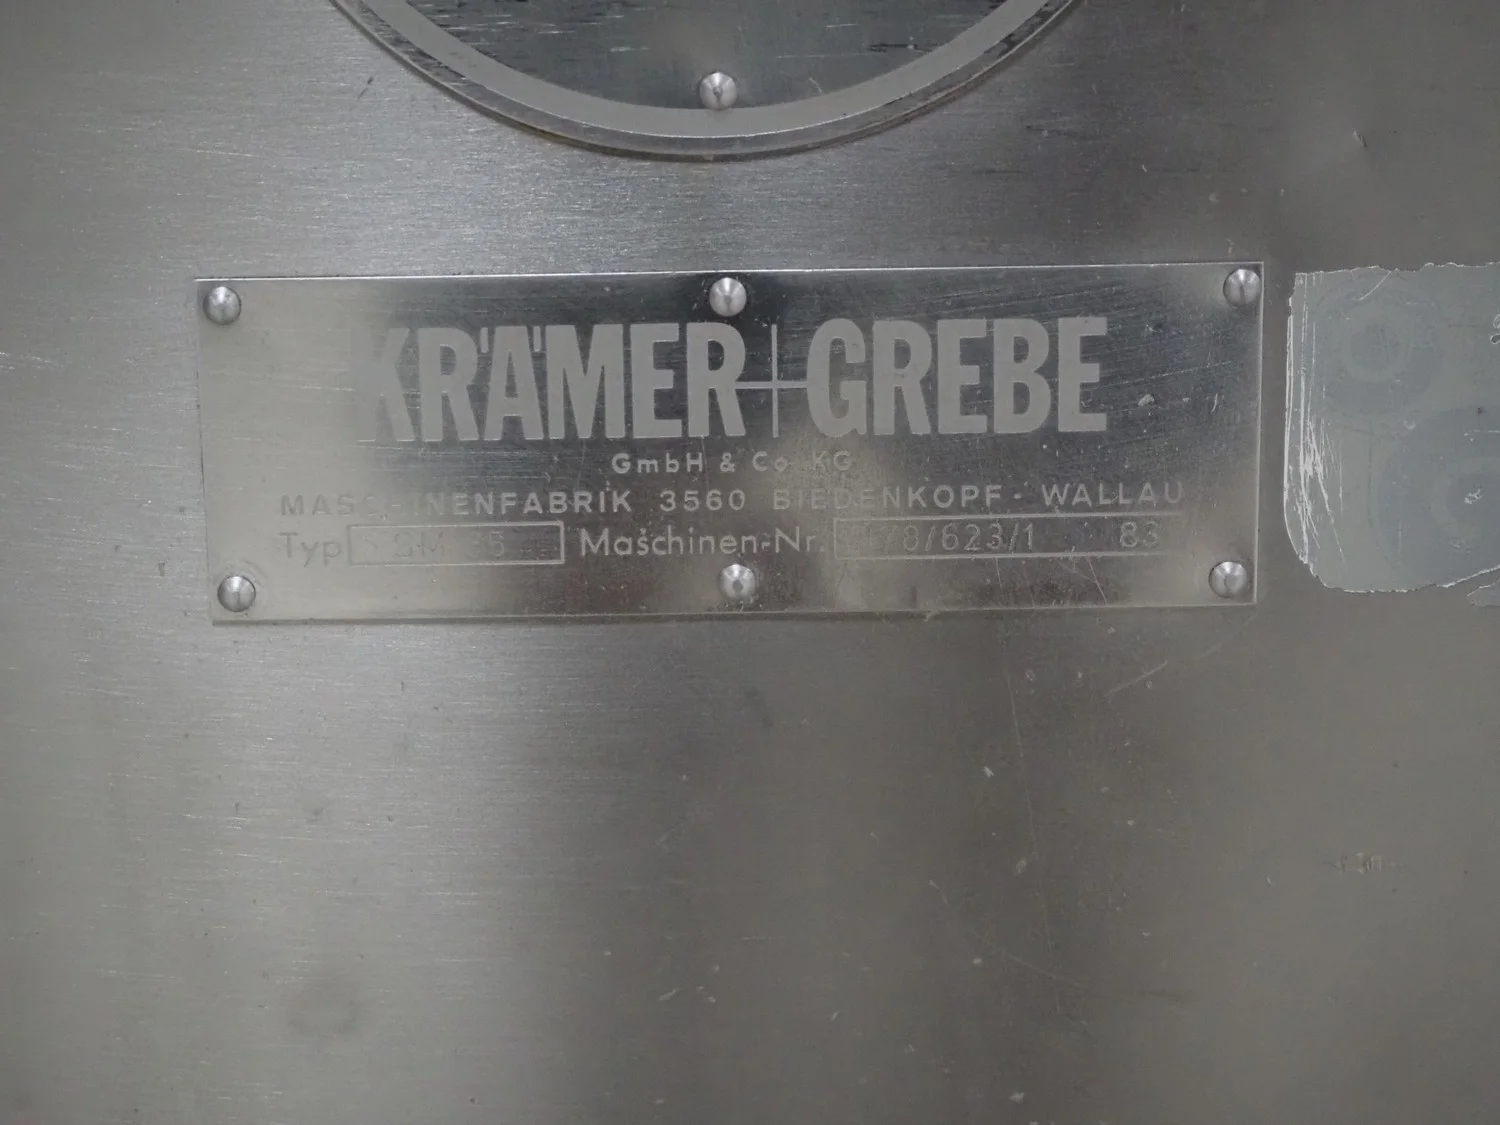 KRÄMER+GREBE
GmbH & Co KG
MASCHINENFABRIK 3560 BIEDENKOPF - WALLAU
Typ Maschinen-Nr. 83